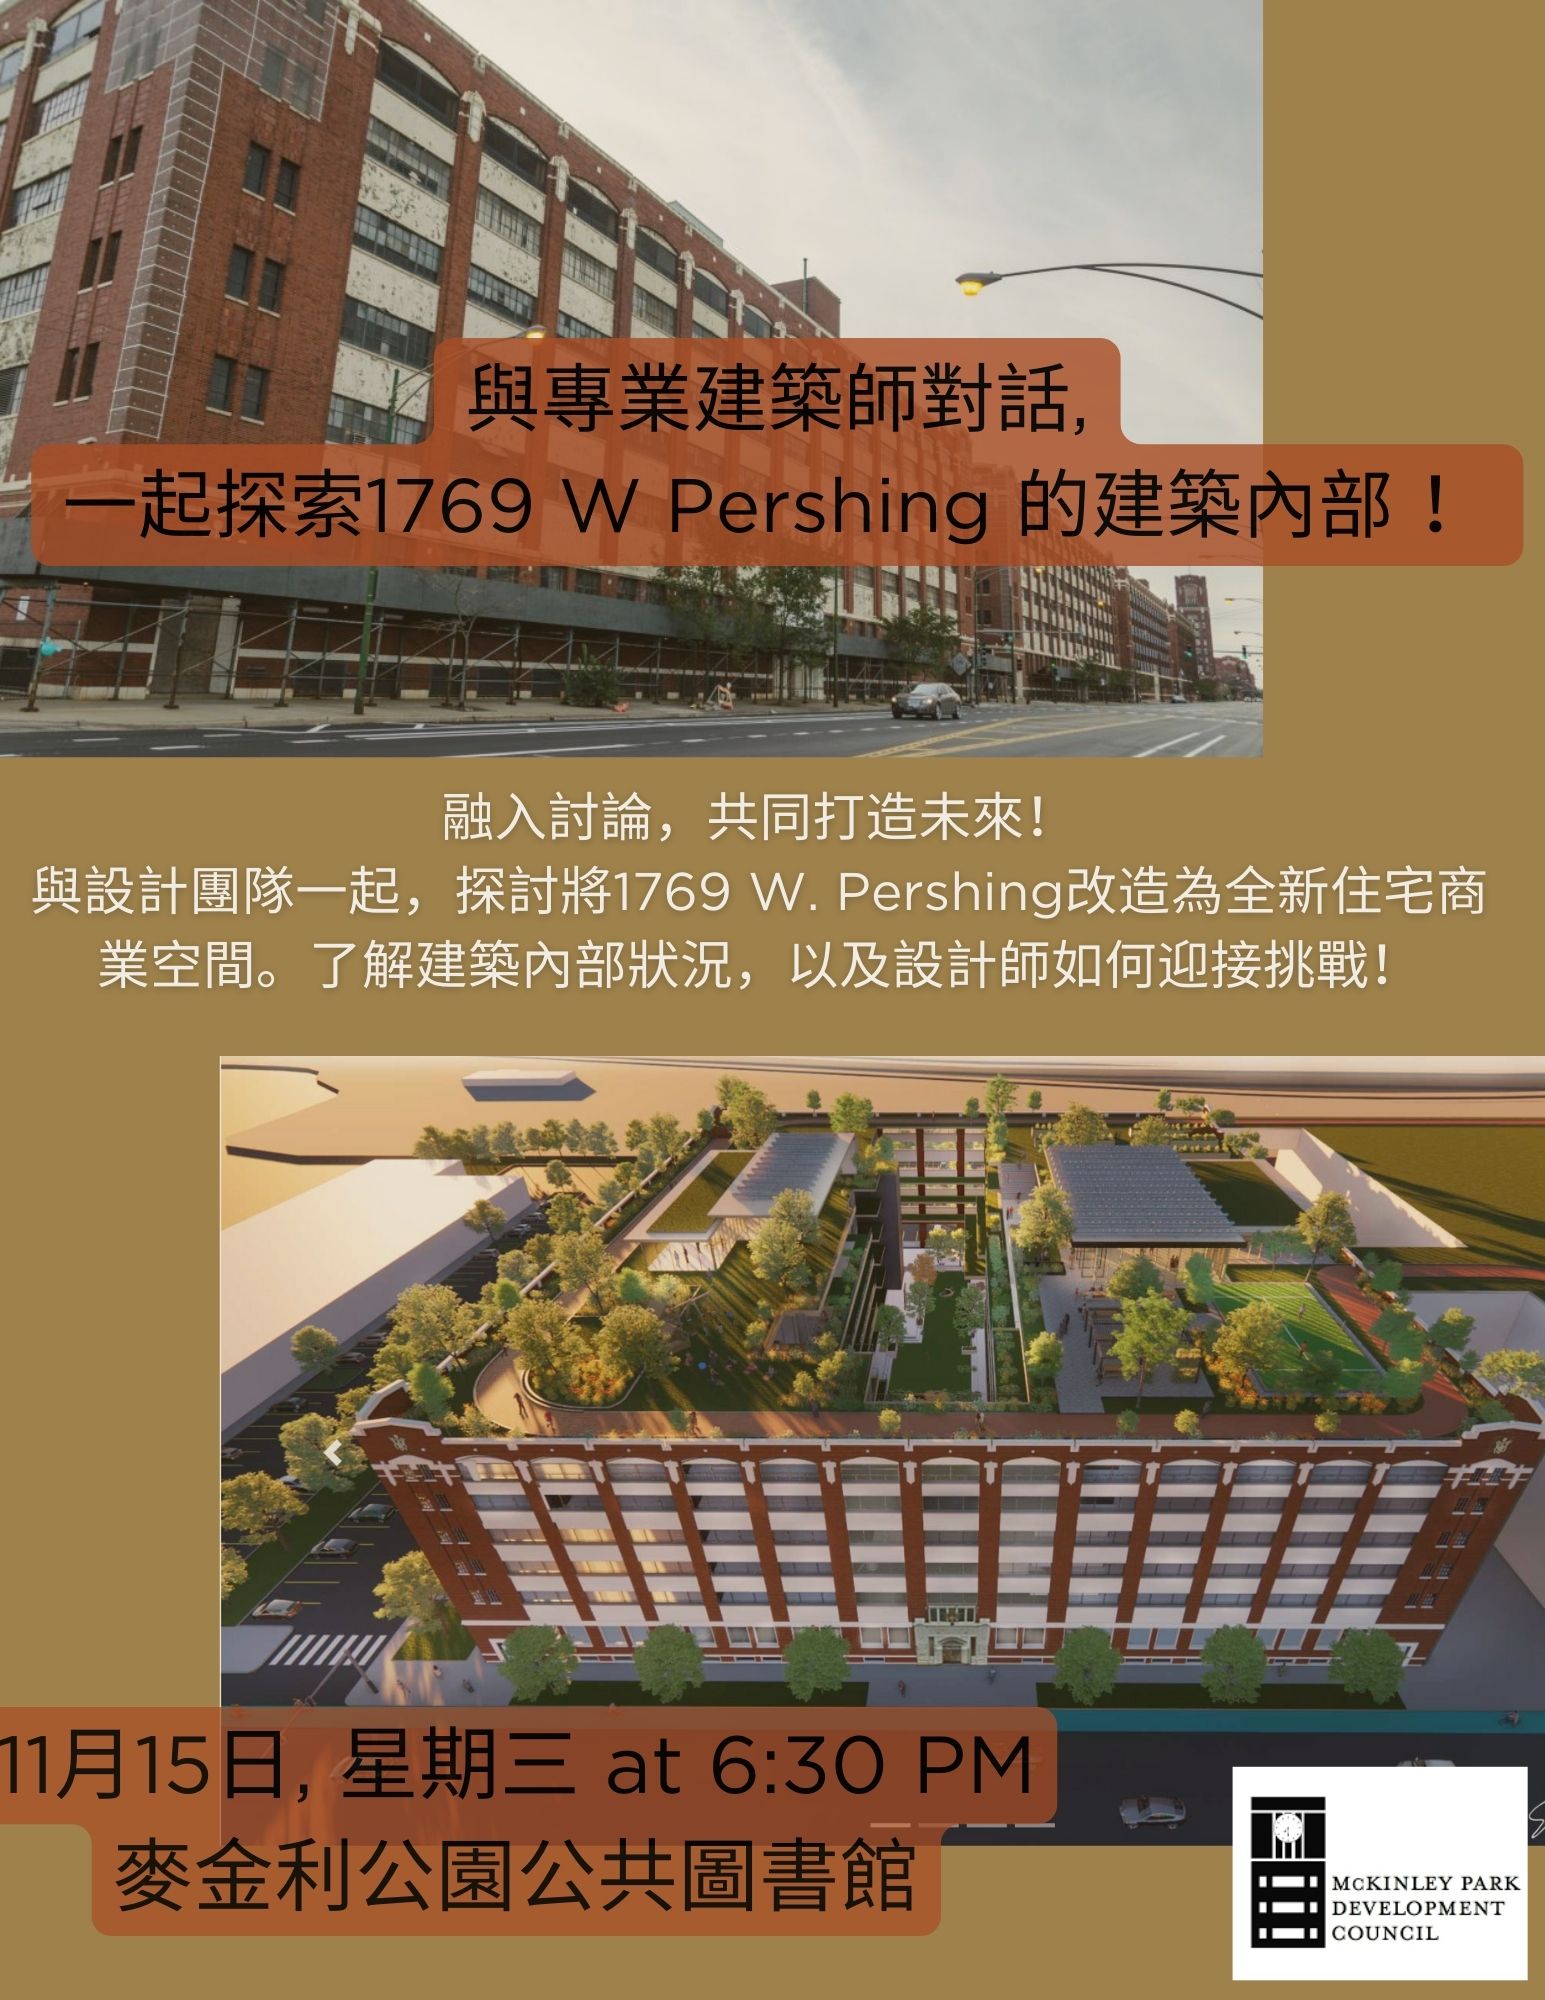 與專業建築師對話,
一起探索1769 W Pershing 的建築內部！
融入討論，共同打造未來！
與設計團隊一起，探討將1769 W. Pershing改造為全新住宅商
業空間。了解建築內部狀況，以及設計師如何迎接挑戰！
11月15日, 星期三 at 6:30 PM
麥金利公園公共圖書館
MCKINLEY PARK
DEVELOPMENT
COUNCIL